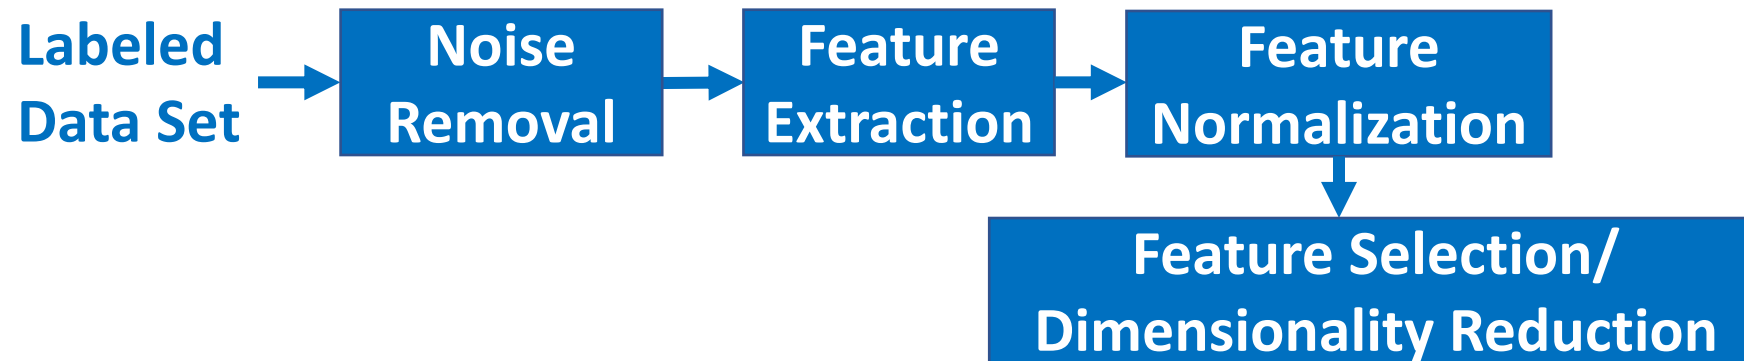 Labeled
Data Set
Noise
Removal
Feature
Extraction
Feature
Normalization
Feature Selection/
Dimensionality Reduction